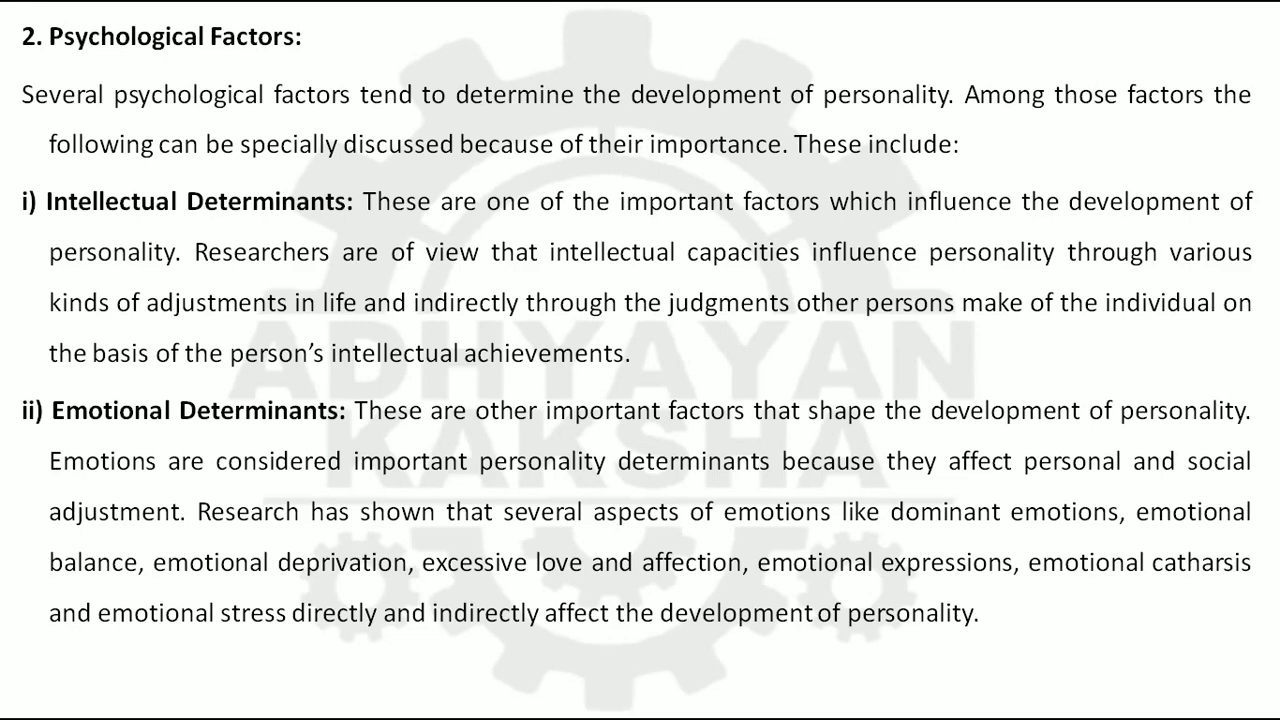 2. Psychological Factors:
Several psychological factors tend to determine the development of personality. Among those factors the
following can be specially discussed because of their importance. These include:
i) Intellectual Determinants: These are one of the important factors which influence the development of
personality. Researchers are of view that intellectual capacities influence personality through various
kinds of adjustments in life and indirectly through the judgments other persons make of the individual on
the basis of the person’s intellectual achievements.
ii) Emotional Determinants: These are other important factors that shape the development of personality.
Emotions are considered important personality determinants because they affect personal and social
adjustment. Research has shown that several aspects of emotions like dominant emotions, emotional
balance, emotional deprivation, excessive love and affection, emotional expressions, emotional catharsis
and emotional stress directly and indirectly affect the development of personality.
ADHYAYAN
KAKSHA